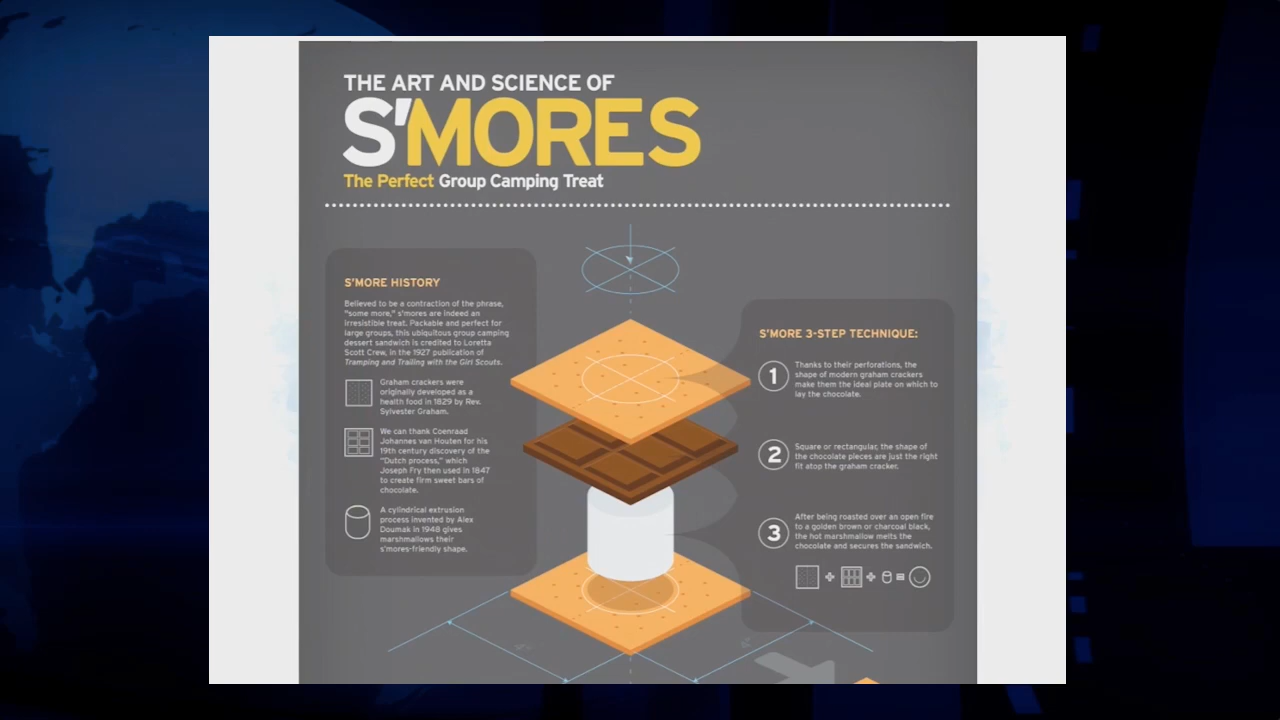 THE ART AND SCIENCE OF
S'MORES
The Perfect Group Camping Treat
S'MORE HISTORY
Believed to be a contraction of the phrase,
"some more," s'mores are indeed an
irresistible treat. Packable and perfect for
large groups, this ubiquitous group camping
dessert sandwich is credited to Loretta
Scott Crew, in the 1927 publication of
Tramping and Trailing with the Girl Scouts.
Graham crackers were
originally developed as a
health food in 1829 by Rev.
Sylvester Graham.
We can thank Coenraad
Johannes van Houten for his
19th century discovery of the
"Dutch process," which
Joseph Fry then used in 1847
to create firm sweet bars of
chocolate.
A cylindrical extrusion
process invented by Alex
Doumak in 1948 gives
marshmallows their
s'mores-friendly shape.
S'MORE 3-STEP TECHNIQUE:
1
Thanks to their perforations, the
shape of modern graham crackers
make them the ideal plate on which to
lay the chocolate.
2
Square or rectangular, the shape of
the chocolate pieces are just the right
fit atop the graham cracker.
3
After being roasted over an open fire
to a golden brown or charcoal black,
the hot marshmallow melts the
chocolate and secures the sandwich.